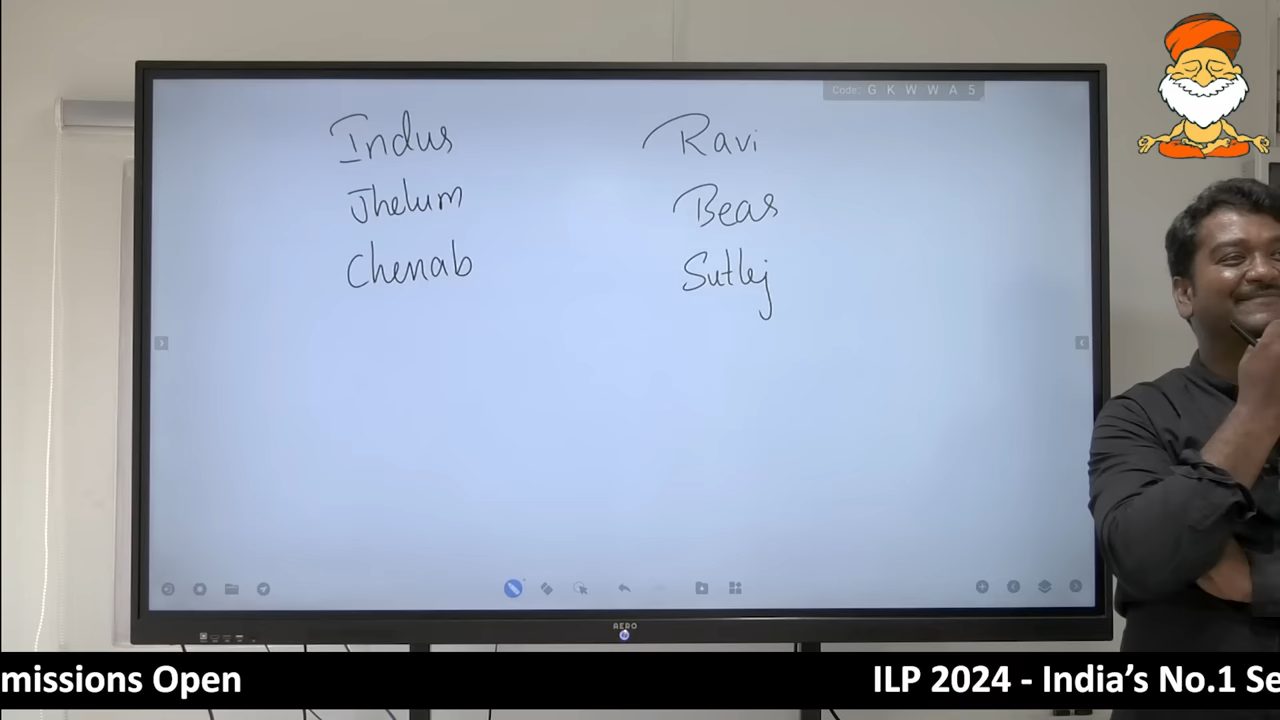 Code: G K W W A 5
Indus Ravi
Jhelum Beas
Chenab Sutlej
AERO
missions Open ILP 2024 - India’s No.1 Se